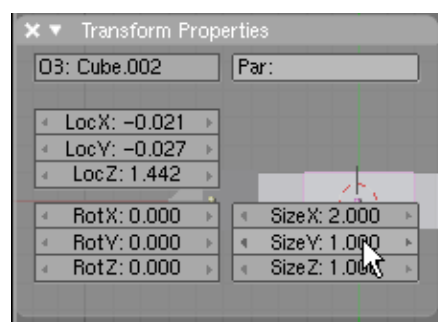 Transform Properties
OB: Cube.002
Par:
LocX: -0.021
LocY: -0.027
LocZ: 1.442
RotX: 0.000
RotY: 0.000
RotZ: 0.000
SizeX: 2.000
SizeY: 1.000
SizeZ: 1.000